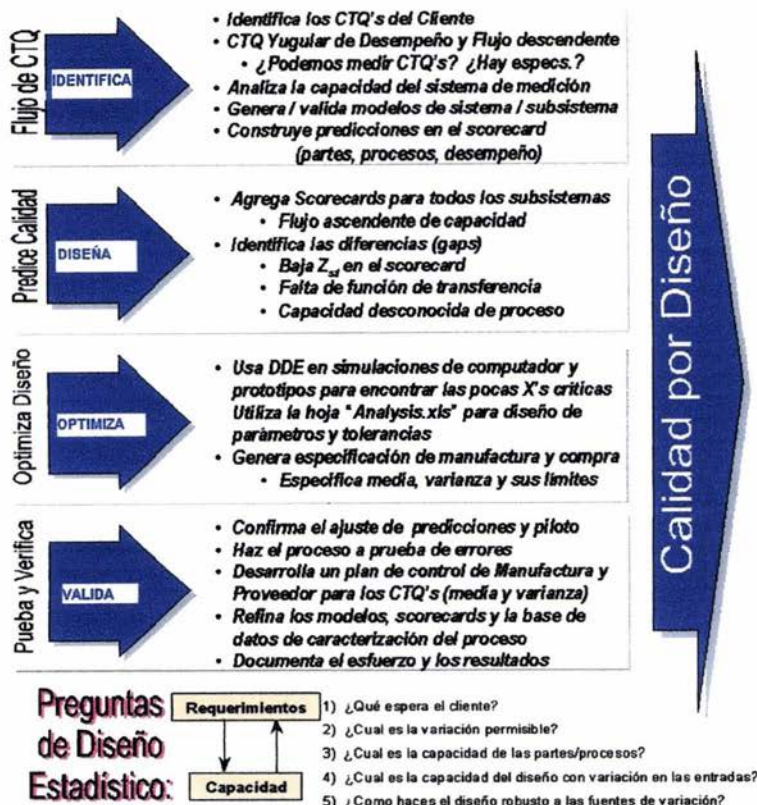 Flujo de CTQ
IDENTIFICA
• Identifica los CTQ's del Cliente
• CTQ Yugular de Desempeño y Flujo descendente
• ¿Podemos medir CTQ's? ¿Hay especs.?
• Analiza la capacidad del sistema de medición
• Genera / valida modelos de sistema / subsistema
• Construye predicciones en el scorecard
(partes, procesos, desempeño)
Predice Calidad
DISEÑA
• Agrega Scorecards para todos los subsistemas
• Flujo ascendente de capacidad
• Identifica las diferencias (gaps)
• Baja Zst en el scorecard
• Falta de función de transferencia
• Capacidad desconocida de proceso
Optimiza Diseño
OPTIMIZA
• Usa DDE en simulaciones de computador y
prototipos para encontrar las pocas X's críticas
Utiliza la hoja "Analysis.xls" para diseño de
parámetros y tolerancias
• Genera especificación de manufactura y compra
• Especifica media, varianza y sus límites
Pueba y Verifica
VALIDA
• Confirma el ajuste de predicciones y piloto
• Haz el proceso a prueba de errores
• Desarrolla un plan de control de Manufactura y
Proveedor para los CTQ's (media y varianza)
• Refina los modelos, scorecards y la base de
datos de caracterización del proceso
• Documenta el esfuerzo y los resultados
Calidad por Diseño
Preguntas
de Diseño
Estadístico:
Requerimientos
Capacidad
1) ¿Qué espera el cliente?
2) ¿Cual es la variación permisible?
3) ¿Cual es la capacidad de las partes/procesos?
4) ¿Cual es la capacidad del diseño con variación en las entradas?
5) ¿Como haces el diseño robusto a las fuentes de variación?